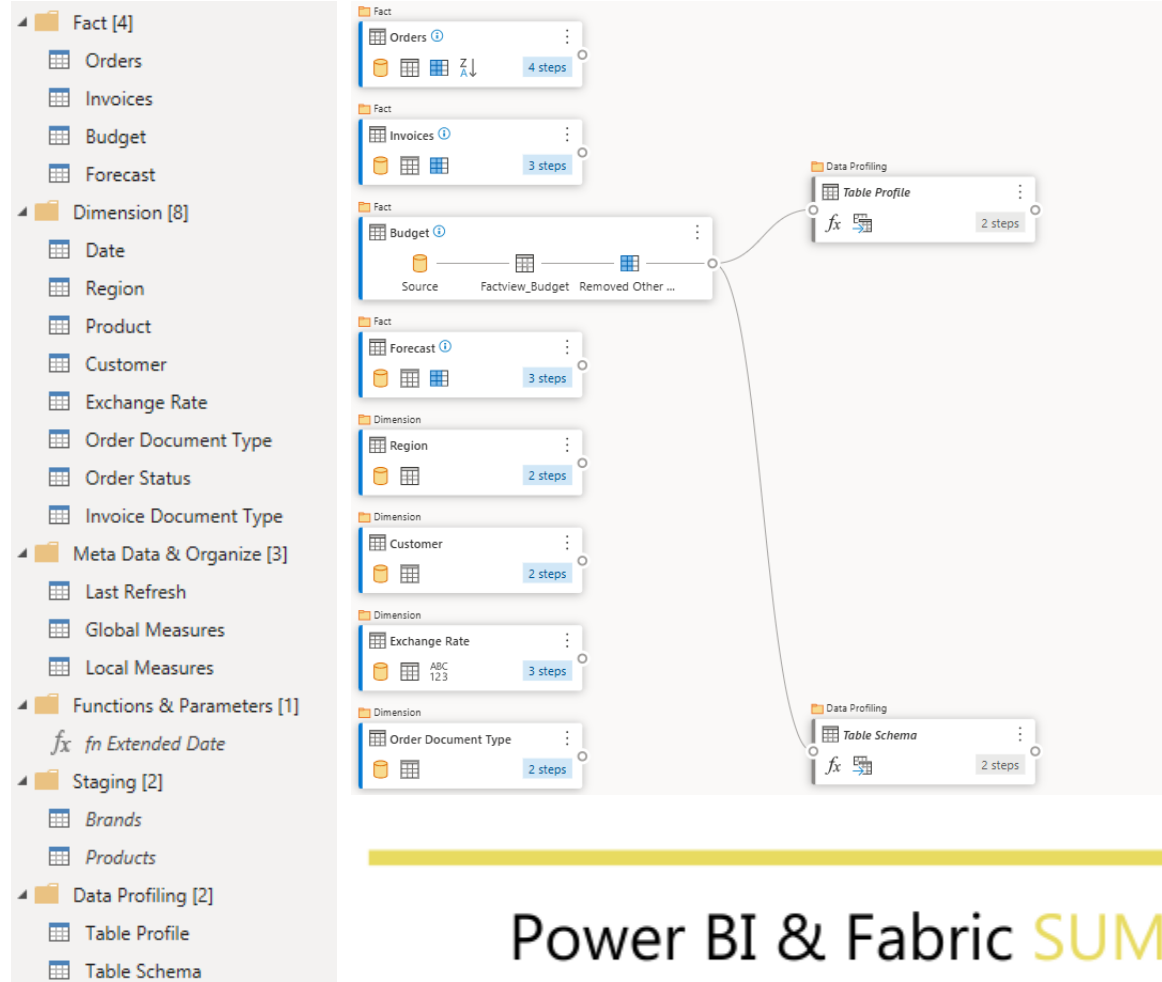 Fact [4]
Orders
Invoices
Budget
Forecast
Dimension [8]
Date
Region
Product
Customer
Exchange Rate
Order Document Type
Order Status
Invoice Document Type
Meta Data & Organize [3]
Last Refresh
Global Measures
Local Measures
Functions & Parameters [1]
fx fn Extended Date
Staging [2]
Brands
Products
Data Profiling [2]
Table Profile
Table Schema
Fact
Orders
Z
A
4 steps
Fact
Invoices
3 steps
Fact
Budget
Source Factview_Budget Removed Other ...
Fact
Forecast
3 steps
Dimension
Region
2 steps
Dimension
Customer
2 steps
Dimension
Exchange Rate
ABC
123
3 steps
Dimension
Order Document Type
2 steps
Data Profiling
Table Profile
fx
2 steps
Data Profiling
Table Schema
fx
2 steps
Power BI & Fabric SUM